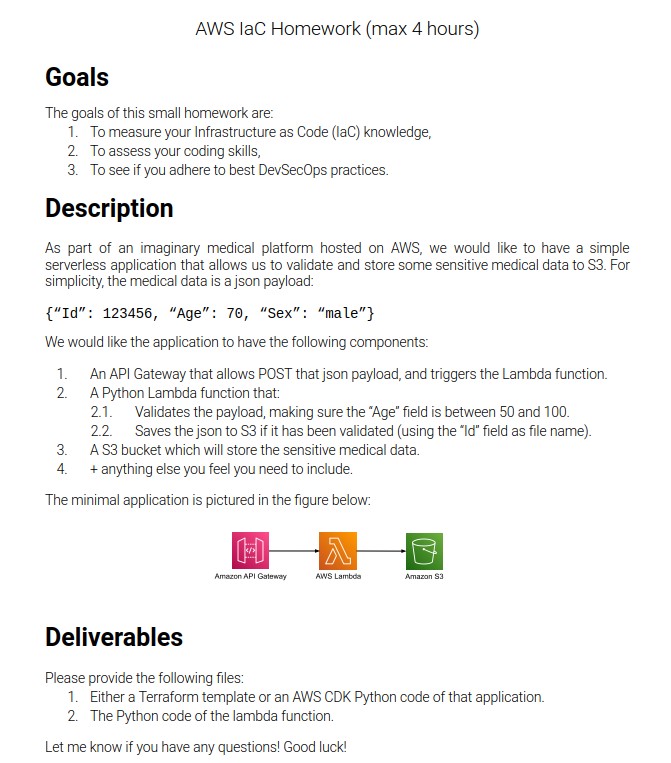 AWS IaC Homework (max 4 hours)
Goals
The goals of this small homework are:
1. To measure your Infrastructure as Code (IaC) knowledge,
2. To assess your coding skills,
3. To see if you adhere to best DevSecOps practices.
Description
As part of an imaginary medical platform hosted on AWS, we would like to have a simple
serverless application that allows us to validate and store some sensitive medical data to S3. For
simplicity, the medical data is a json payload:
{“Id”: 123456, “Age”: 70, “Sex”: “male”}
We would like the application to have the following components:
1. An API Gateway that allows POST that json payload, and triggers the Lambda function.
2. A Python Lambda function that:
2.1. Validates the payload, making sure the “Age” field is between 50 and 100.
2.2. Saves the json to S3 if it has been validated (using the “Id” field as file name).
3. A S3 bucket which will store the sensitive medical data.
4. + anything else you feel you need to include.
The minimal application is pictured in the figure below:
Amazon API Gateway AWS Lambda Amazon S3
Deliverables
Please provide the following files:
1. Either a Terraform template or an AWS CDK Python code of that application.
2. The Python code of the lambda function.
Let me know if you have any questions! Good luck!